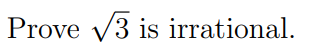 Prove √3 is irrational.